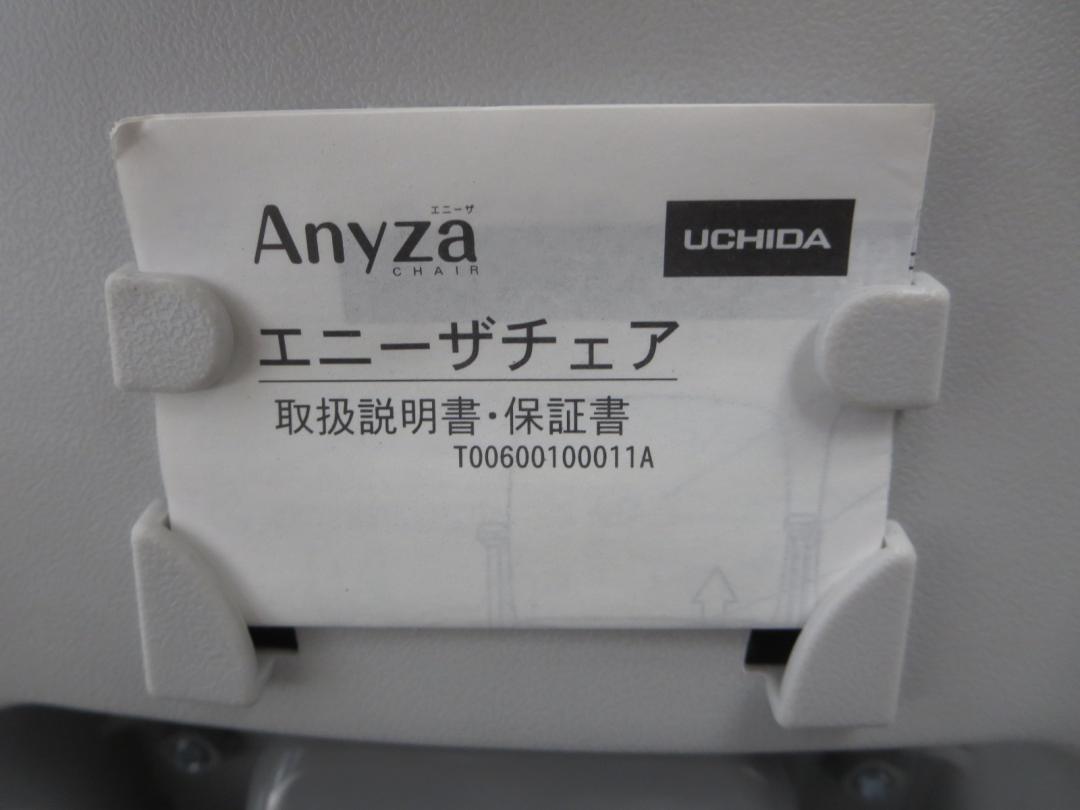 エニーザ
Anyza
CHAIR
UCHIDA
エニーザチェア
取扱説明書・保証書
T00600100011A